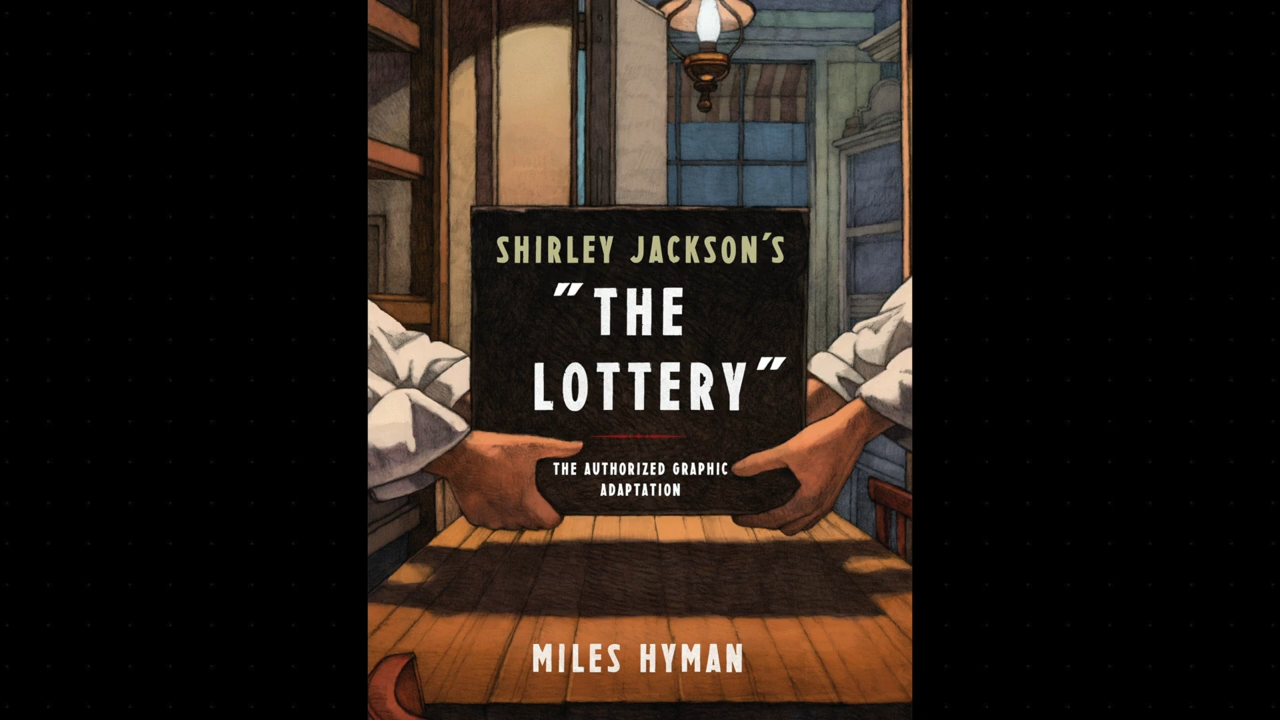 SHIRLEY JACKSON'S
"THE
LOTTERY"
THE AUTHORIZED GRAPHIC
ADAPTATION
MILES HYMAN